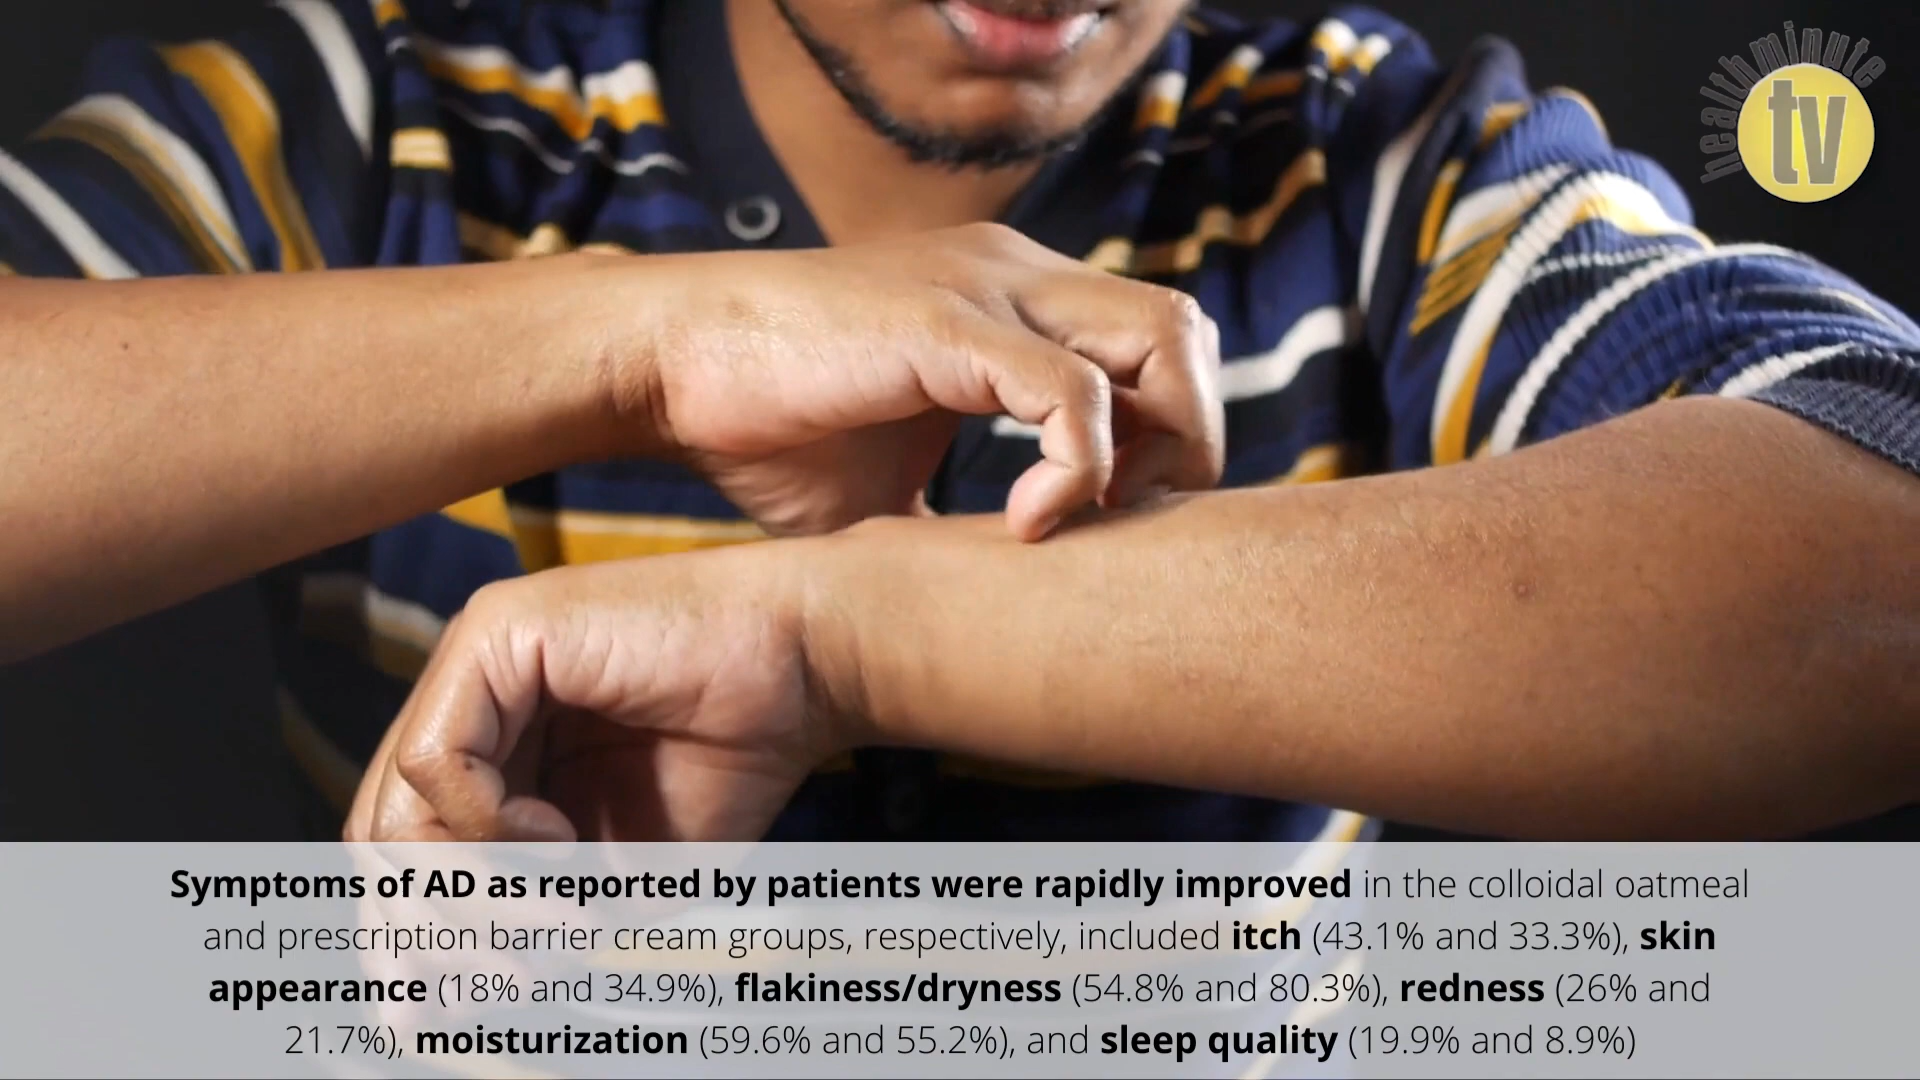 healthminute
tv
Symptoms of AD as reported by patients were rapidly improved in the colloidal oatmeal
and prescription barrier cream groups, respectively, included itch (43.1% and 33.3%), skin
appearance (18% and 34.9%), flakiness/dryness (54.8% and 80.3%), redness (26% and
21.7%), moisturization (59.6% and 55.2%), and sleep quality (19.9% and 8.9%)